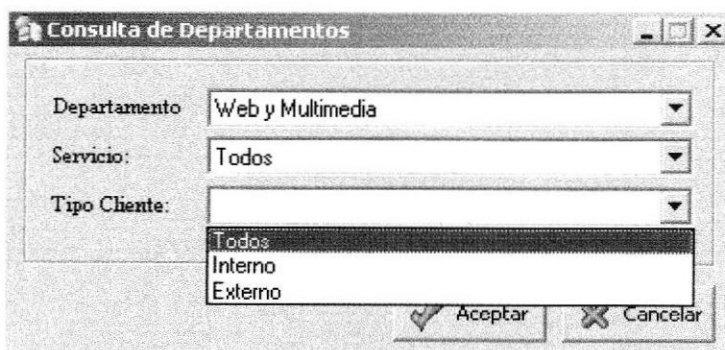 Consulta de Departamentos
Departamento Web y Multimedia
Servicio: Todos
Tipo Cliente:
Todos
Interno
Externo
Aceptar Cancelar